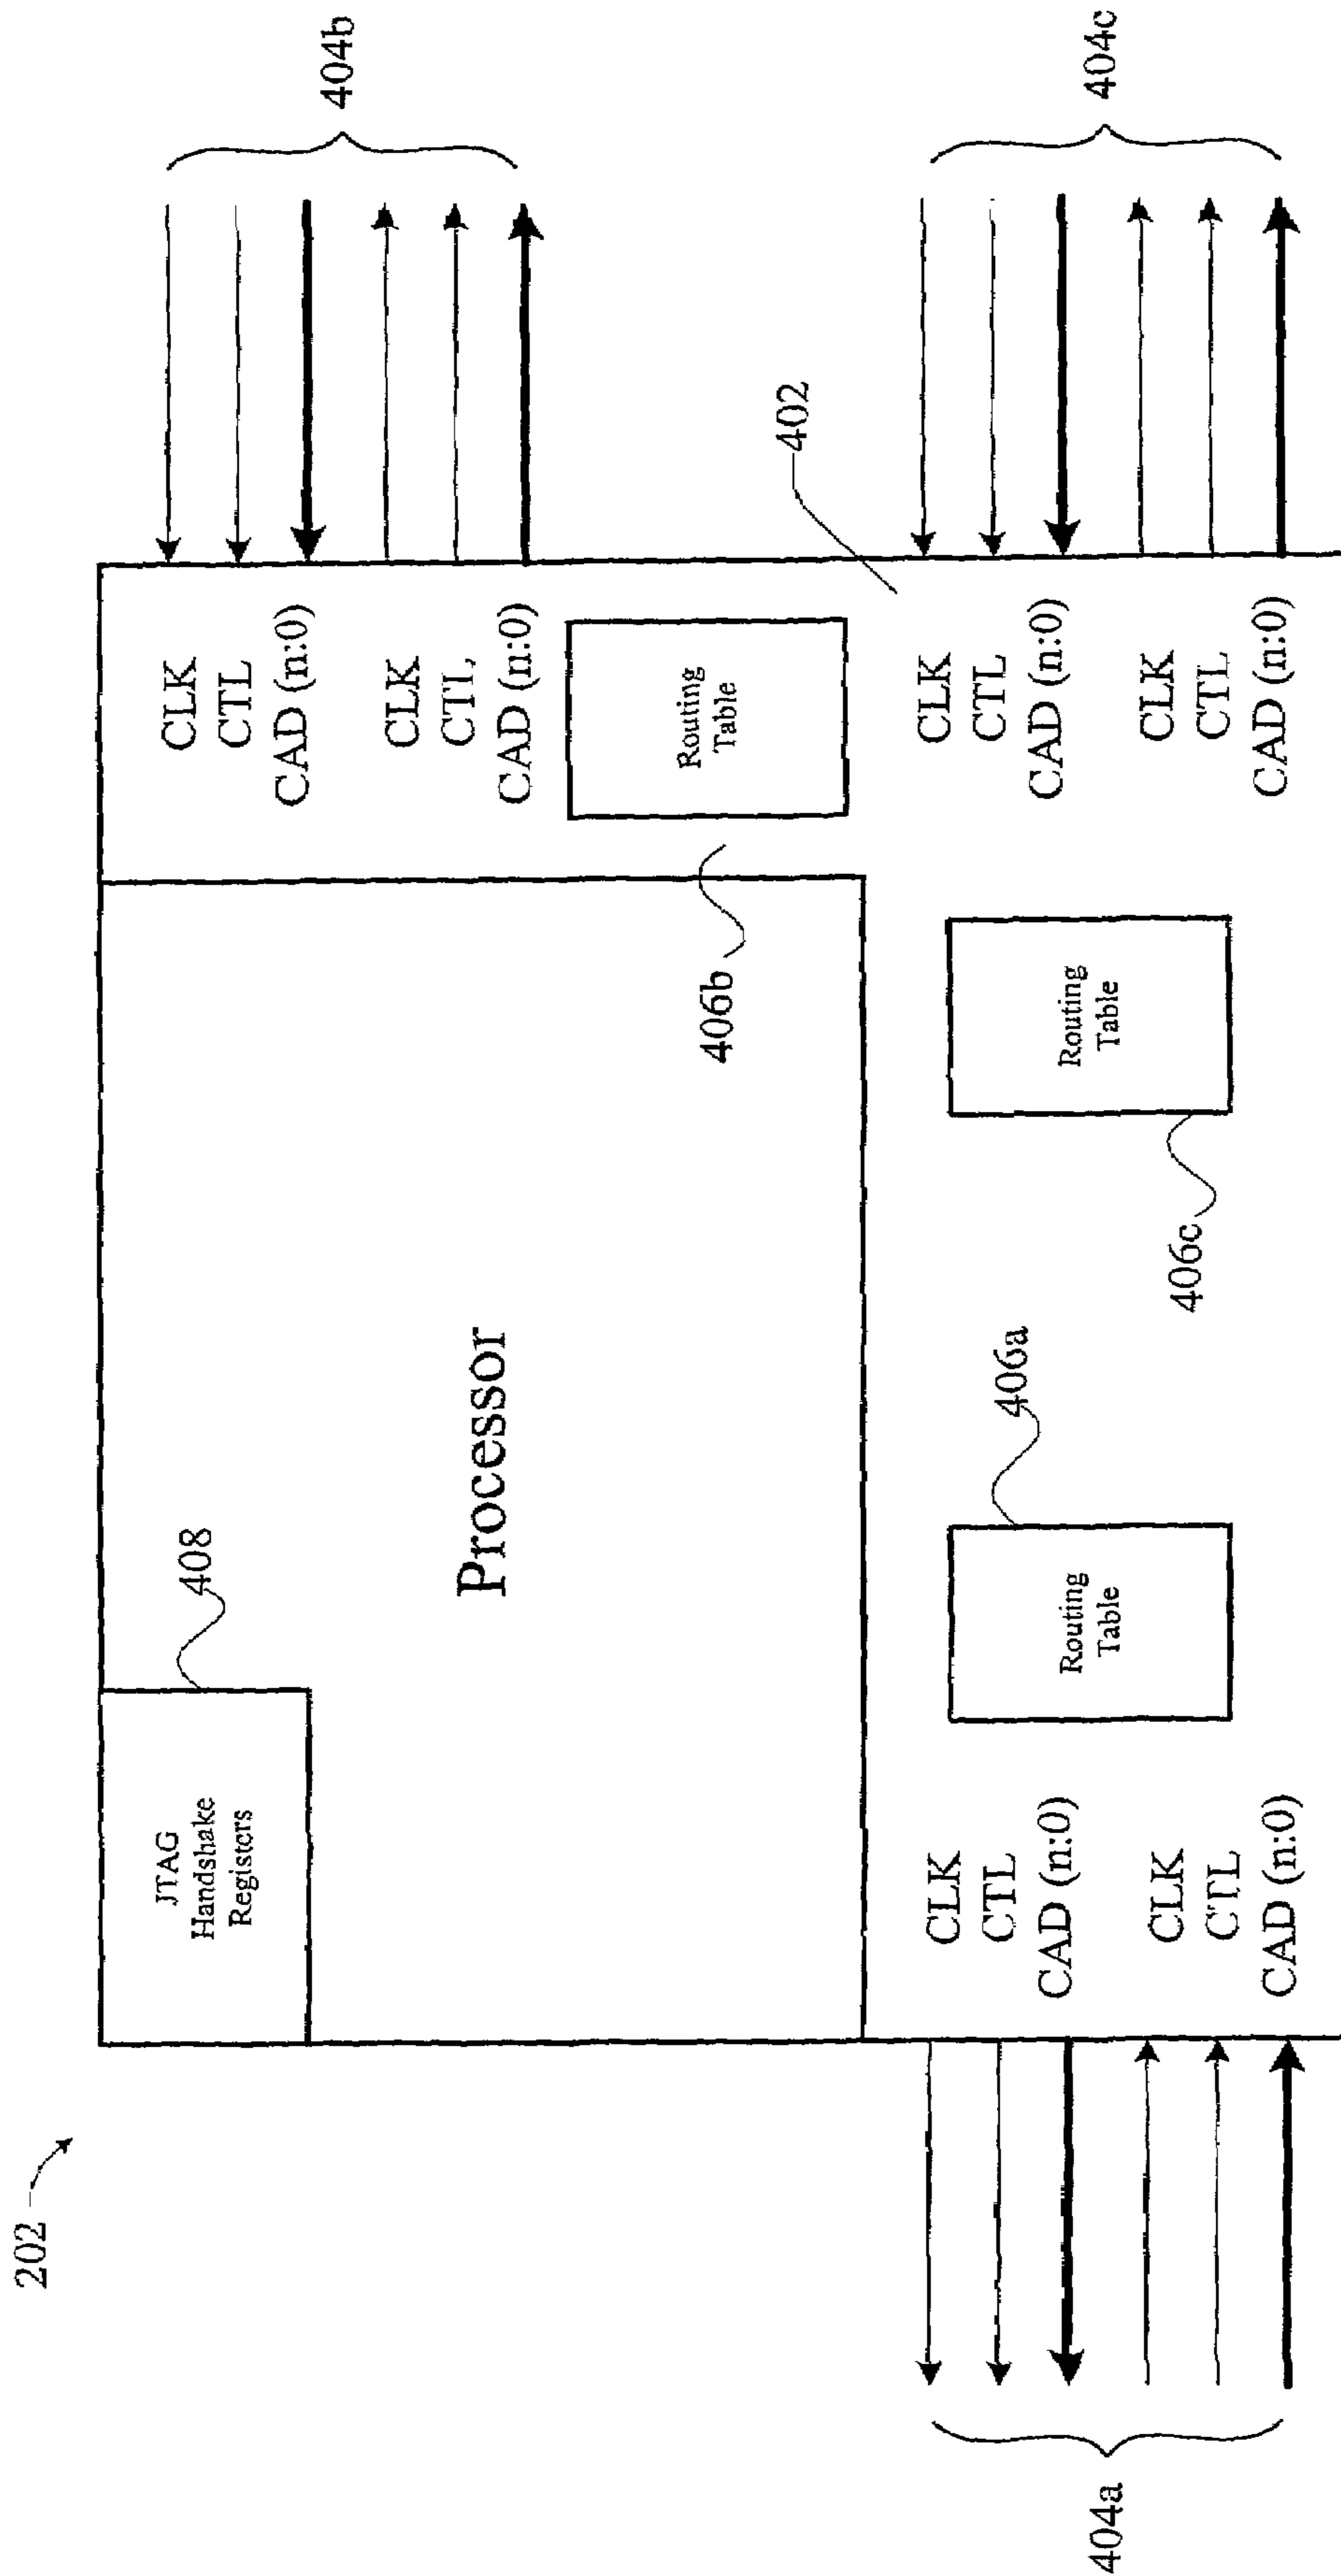 202
JTAG
Handshake
Registers
408
Processor
CLK
CTL
CAD (n:0)
CLK
CTL
CAD (n:0)
404b
Routing
Table
406b
402
404a
CLK
CTL
CAD (n:0)
CLK
CTL
CAD (n:0)
Routing
Table
406a
Routing
Table
406c
CLK
CTL
CAD (n:0)
CLK
CTL
CAD (n:0)
404c